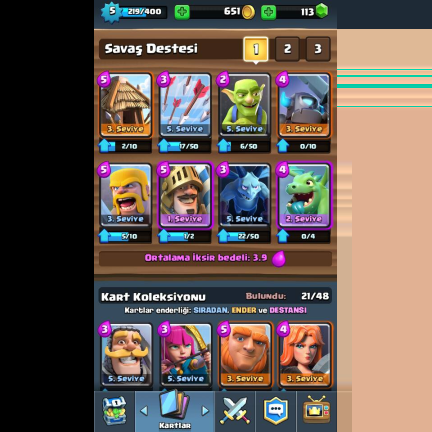 5 219/400 651 113
Savaş Destesi 1 2 3
5 3 2 4
3. Seviye 5. Seviye 5. Seviye 3. Seviye
2/10 17/50 6/50 0/10
5 5 3 4
3. Seviye 1. Seviye 5. Seviye 2. Seviye
5/10 1/2 22/50 0/4
Ortalama İksir bedeli: 3.9
Kart Koleksiyonu Bulundu: 21/48
Kartlar enderliği: SIRADAN, ENDER ve DESTANSI
3 3 5 4
5. Seviye 5. Seviye 3. Seviye 3. Seviye
1
Kartlar